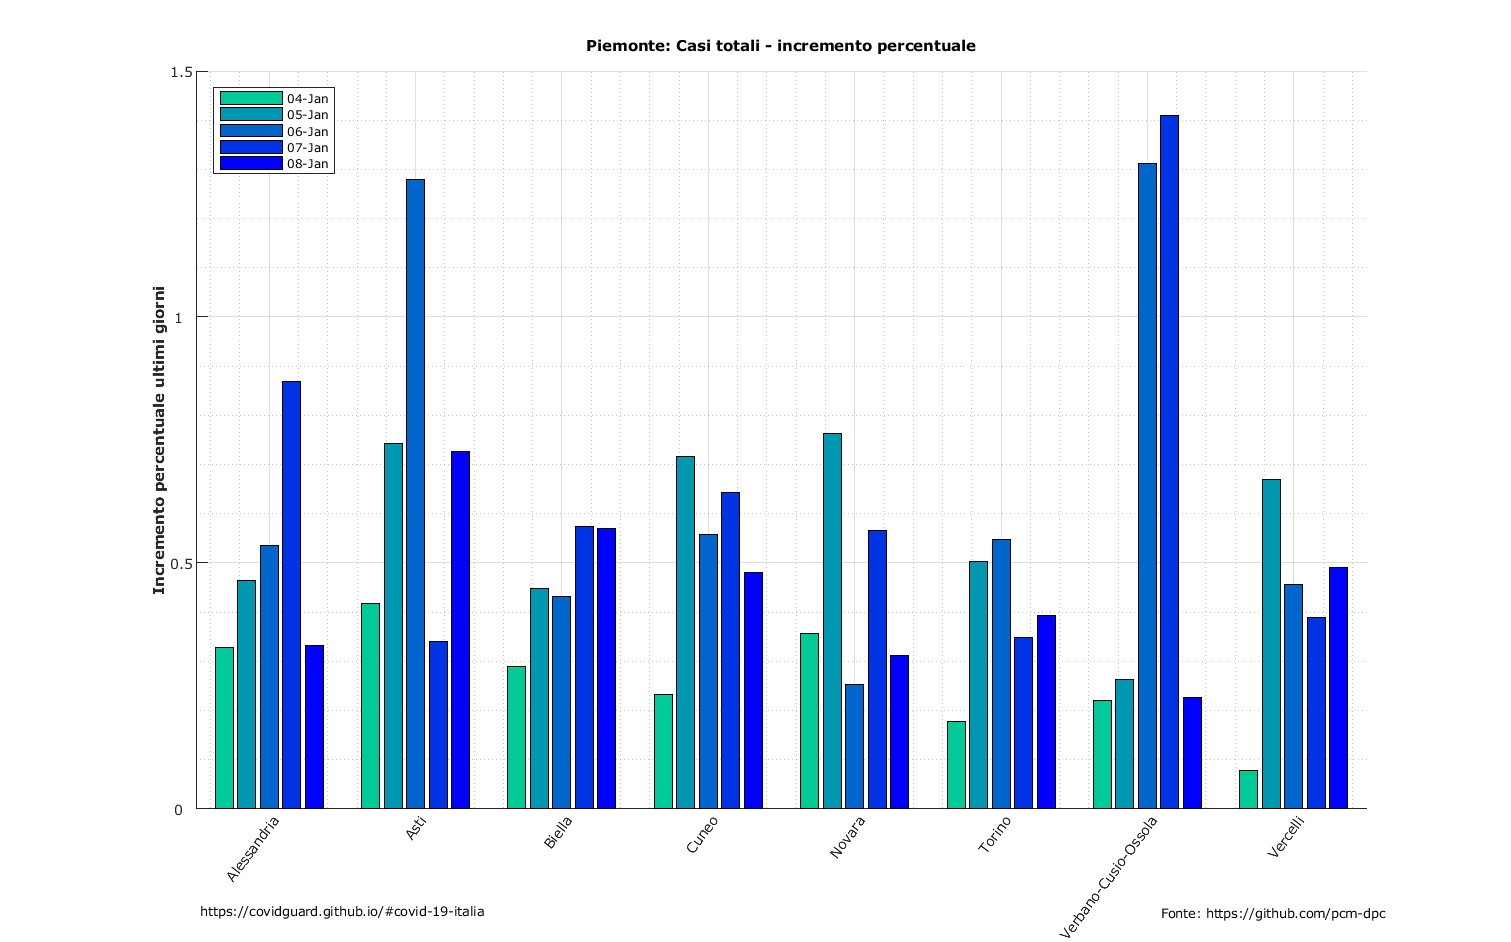 Piemonte: Casi totali - incremento percentuale
1.5
1
0.5
0
Incremento percentuale ultimi giorni
04-Jan
05-Jan
06-Jan
07-Jan
08-Jan
Alessandria
Asti
Biella
Cuneo
Novara
Torino
Verbano-Cusio-Ossola
Vercelli
https://covidguard.github.io/#covid-19-italia
Fonte: https://github.com/pcm-dpc